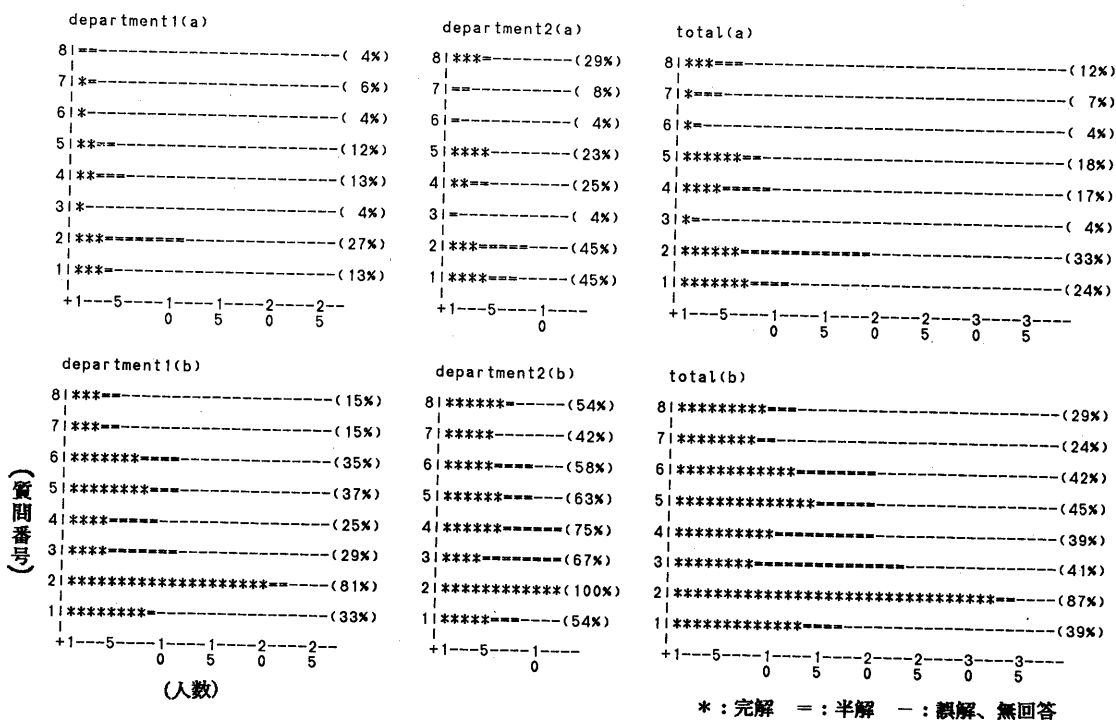 department1(a)
8 ( 4%)
7 ( 6%)
6 ( 4%)
5 (12%)
4 (13%)
3 ( 4%)
2 (27%)
1 (13%)
+1---5----1----1----2----2--
0 5 0 5
department2(a)
8 (29%)
7 ( 8%)
6 ( 4%)
5 (23%)
4 (25%)
3 ( 4%)
2 (45%)
1 (45%)
+1---5-----1----
0
total(a)
8 (12%)
7 ( 7%)
6 ( 4%)
5 (18%)
4 (17%)
3 ( 4%)
2 (33%)
1 (24%)
+1---5----1----1----2----2----3----3----
0 5 0 5 0 5
(質問番号)
department1(b)
8 (15%)
7 (15%)
6 (35%)
5 (37%)
4 (25%)
3 (29%)
2 (81%)
1 (33%)
+1---5----1----1----2----2--
0 5 0 5
(人数)
department2(b)
8 (54%)
7 (42%)
6 (58%)
5 (63%)
4 (75%)
3 (67%)
2 (100%)
1 (54%)
+1---5----1----
0
total(b)
8 (29%)
7 (24%)
6 (42%)
5 (45%)
4 (39%)
3 (41%)
2 (87%)
1 (39%)
+1---5----1----1----2----2----3----3----
0 5 0 5 0 5
*：完解　=：半解　-：誤解、無回答